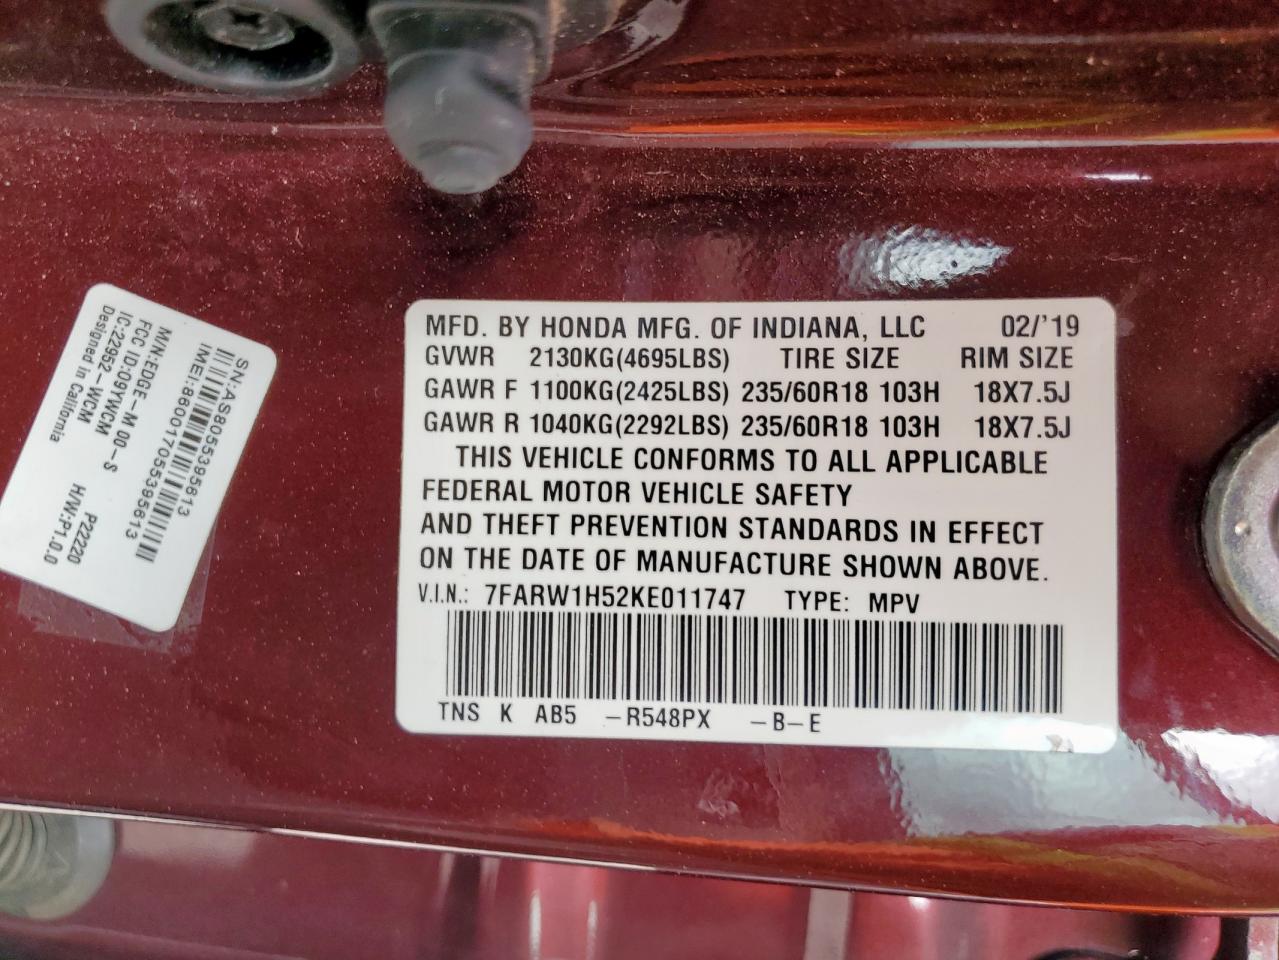 MFD. BY HONDA MFG. OF INDIANA, LLC 02/'19
GVWR 2130KG(4695LBS) TIRE SIZE RIM SIZE
GAWR F 1100KG(2425LBS) 235/60R18 103H 18X7.5J
GAWR R 1040KG(2292LBS) 235/60R18 103H 18X7.5J
THIS VEHICLE CONFORMS TO ALL APPLICABLE
FEDERAL MOTOR VEHICLE SAFETY
AND THEFT PREVENTION STANDARDS IN EFFECT
ON THE DATE OF MANUFACTURE SHOWN ABOVE.
V.I.N.: 7FARW1H52KE011747 TYPE: MPV
TNS K AB5 -R548PX -B-E
SN:AS8055395613
IMEI:860017055395613
M/N:EDGE-M 00-S P2220
FCC ID:09YWCM H/W:P1.0.0
IC:22952-WCM
Designed in California